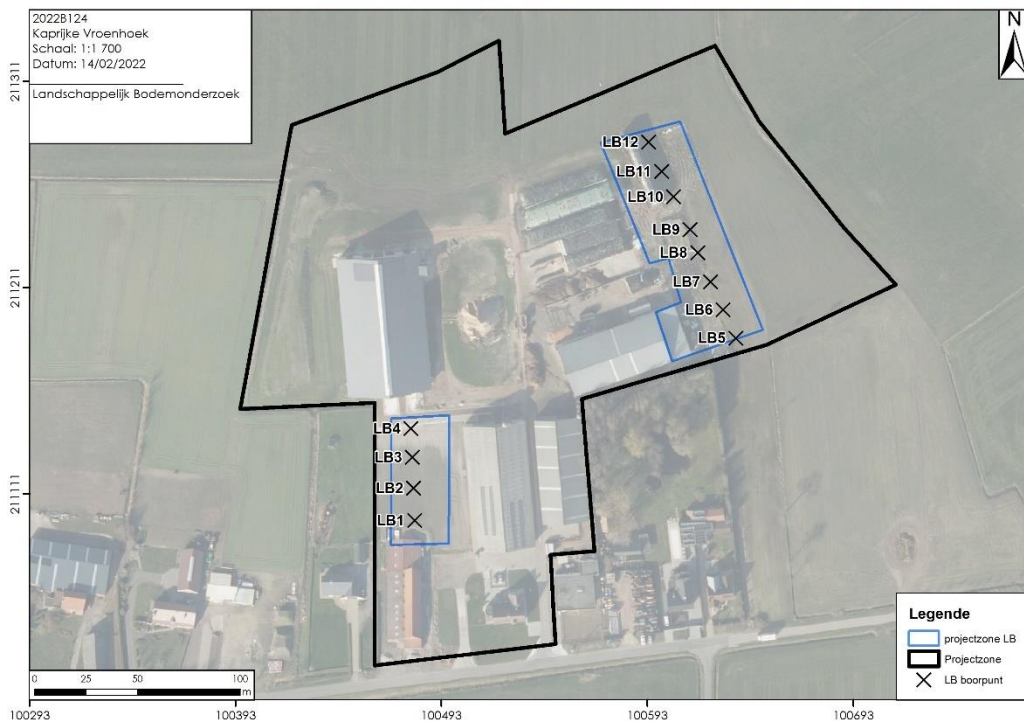 2022B124
Kaprijke Vroenhoek
Schaal: 1:1 700
Datum: 14/02/2022
Landschappelijk Bodemonderzoek
N
211311
211211
211111
LB12
LB11
LB10
LB9
LB8
LB7
LB6
LB5
LB4
LB3
LB2
LB1
Legende
projectzone LB
Projectzone
LB boorpunt
0 25 50 100
m
100293 100393 100493 100593 100693